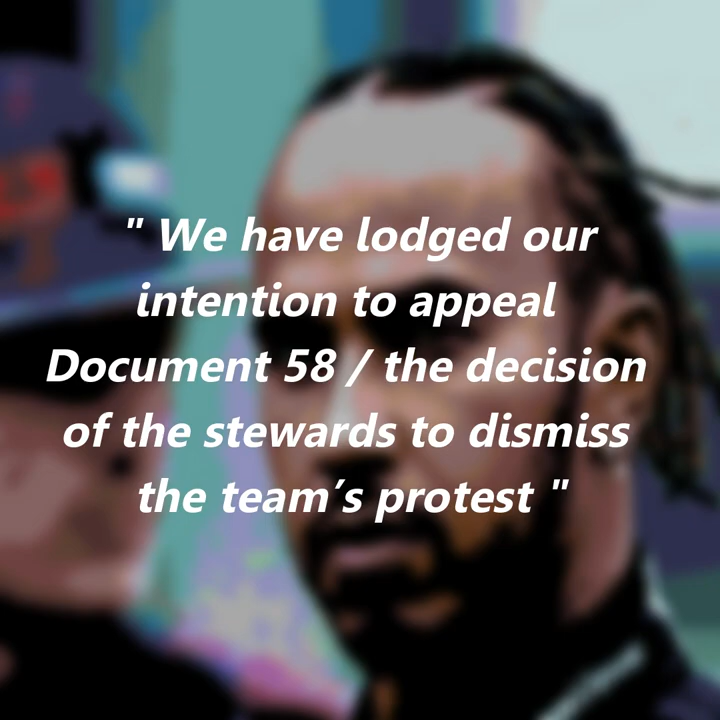 " We have lodged our
intention to appeal
Document 58 / the decision
of the stewards to dismiss
the team′s protest "